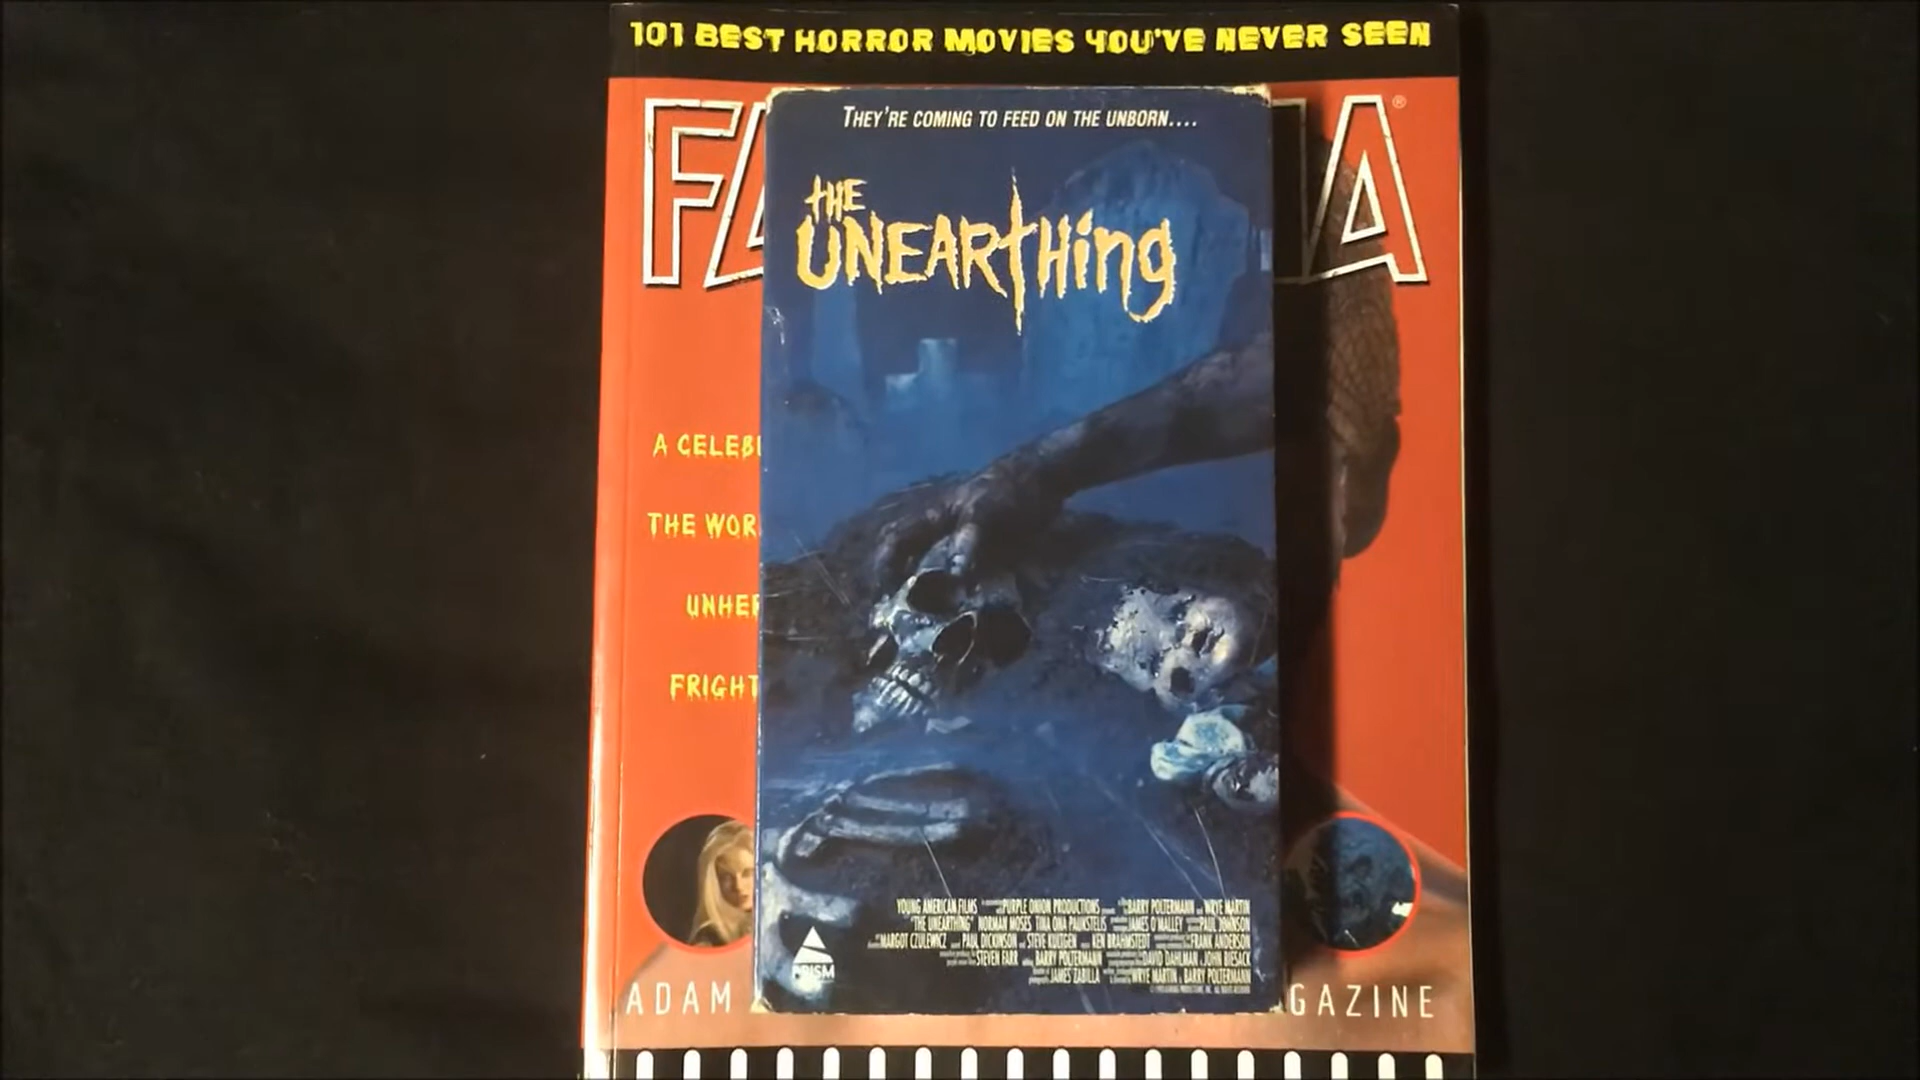 101 BEST HORROR MOVIES YOU'VE NEVER SEEN
FA
A®
THEY'RE COMING TO FEED ON THE UNBORN....
THE
UNEARTHING
A CELEB
THE WOR
UNHE
FRIGHT
YOUNG AMERICAN FILMS PURPLE ONION PRODUCTIONS BARRY POLTERMANN WRYE MARTIN
"THE UNEARTHING" NORMAN MOSES TINA ONA PAUKSTELIS JAMES O'MALLEY PAUL JOHNSON
MARGOT CZULEWICZ PAUL DICKINSON STEVE KULTGEN KEN BRAHMSTEDT FRANK ANDERSON
STEVEN FARR BARRY POLTERMANN DAVID DAHLMAN JOHN BIESACK
JAMES ZABILLA WRYE MARTIN BARRY POLTERMANN
PRISM
ADAM
GAZINE